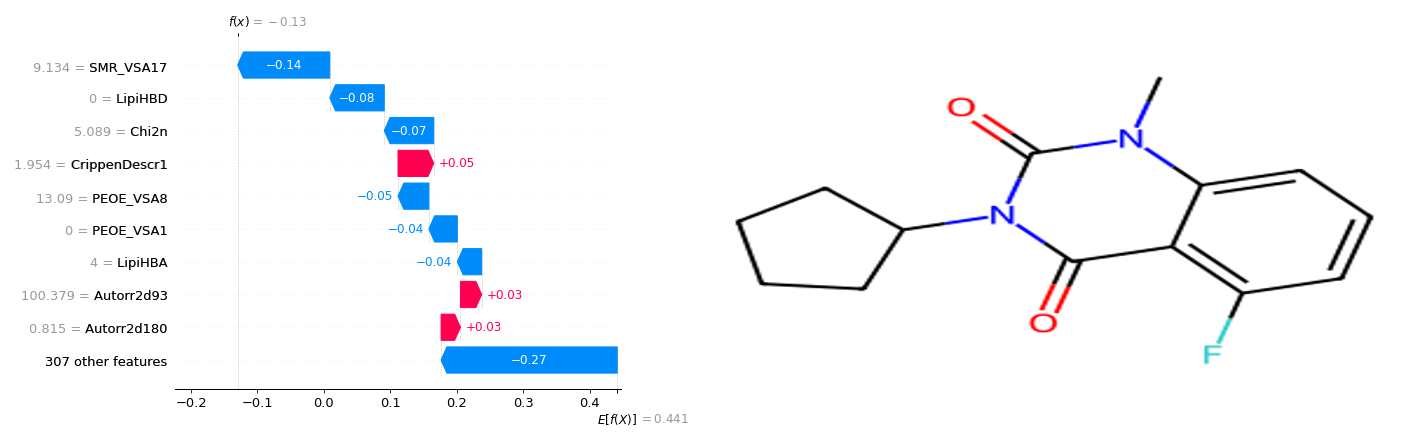 f(x) = −0.13
9.134 = SMR_VSA17
−0.14
0 = LipiHBD
−0.08
5.089 = Chi2n
−0.07
1.954 = CrippenDescr1
+0.05
13.09 = PEOE_VSA8
−0.05
0 = PEOE_VSA1
−0.04
4 = LipiHBA
−0.04
100.379 = Autorr2d93
+0.03
0.815 = Autorr2d180
+0.03
307 other features
−0.27
−0.2 −0.1 0.0 0.1 0.2 0.3 0.4
E[f(X)] = 0.441
O
N
N
O
F